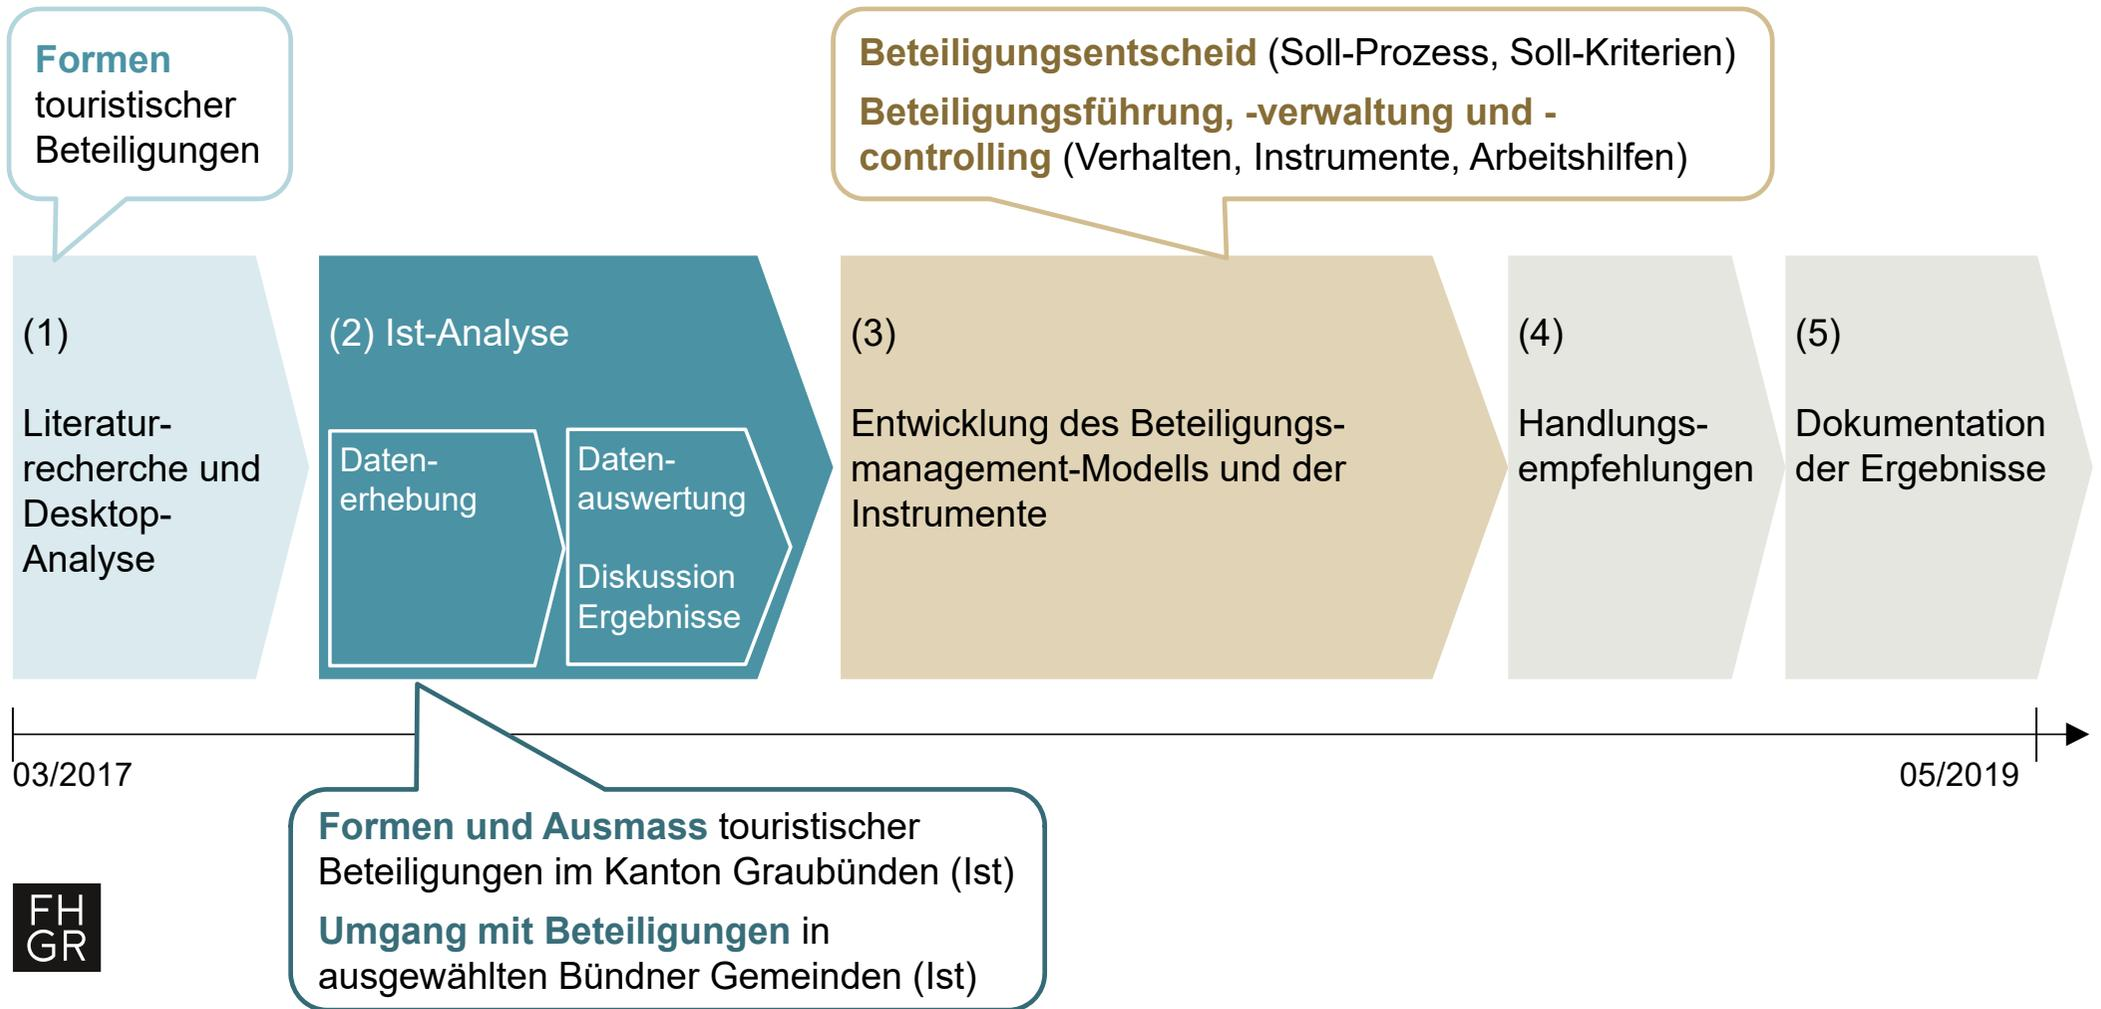 Formen
touristischer
Beteiligungen
Beteiligungsentscheid (Soll-Prozess, Soll-Kriterien)
Beteiligungsführung, -verwaltung und -
controlling (Verhalten, Instrumente, Arbeitshilfen)
(1)
Literatur-
recherche und
Desktop-
Analyse
(2) Ist-Analyse
Daten-
erhebung
Daten-
auswertung
Diskussion
Ergebnisse
(3)
Entwicklung des Beteiligungs-
management-Modells und der
Instrumente
(4)
Handlungs-
empfehlungen
(5)
Dokumentation
der Ergebnisse
03/2017
05/2019
Formen und Ausmass touristischer
Beteiligungen im Kanton Graubünden (Ist)
Umgang mit Beteiligungen in
ausgewählten Bündner Gemeinden (Ist)
FH
GR